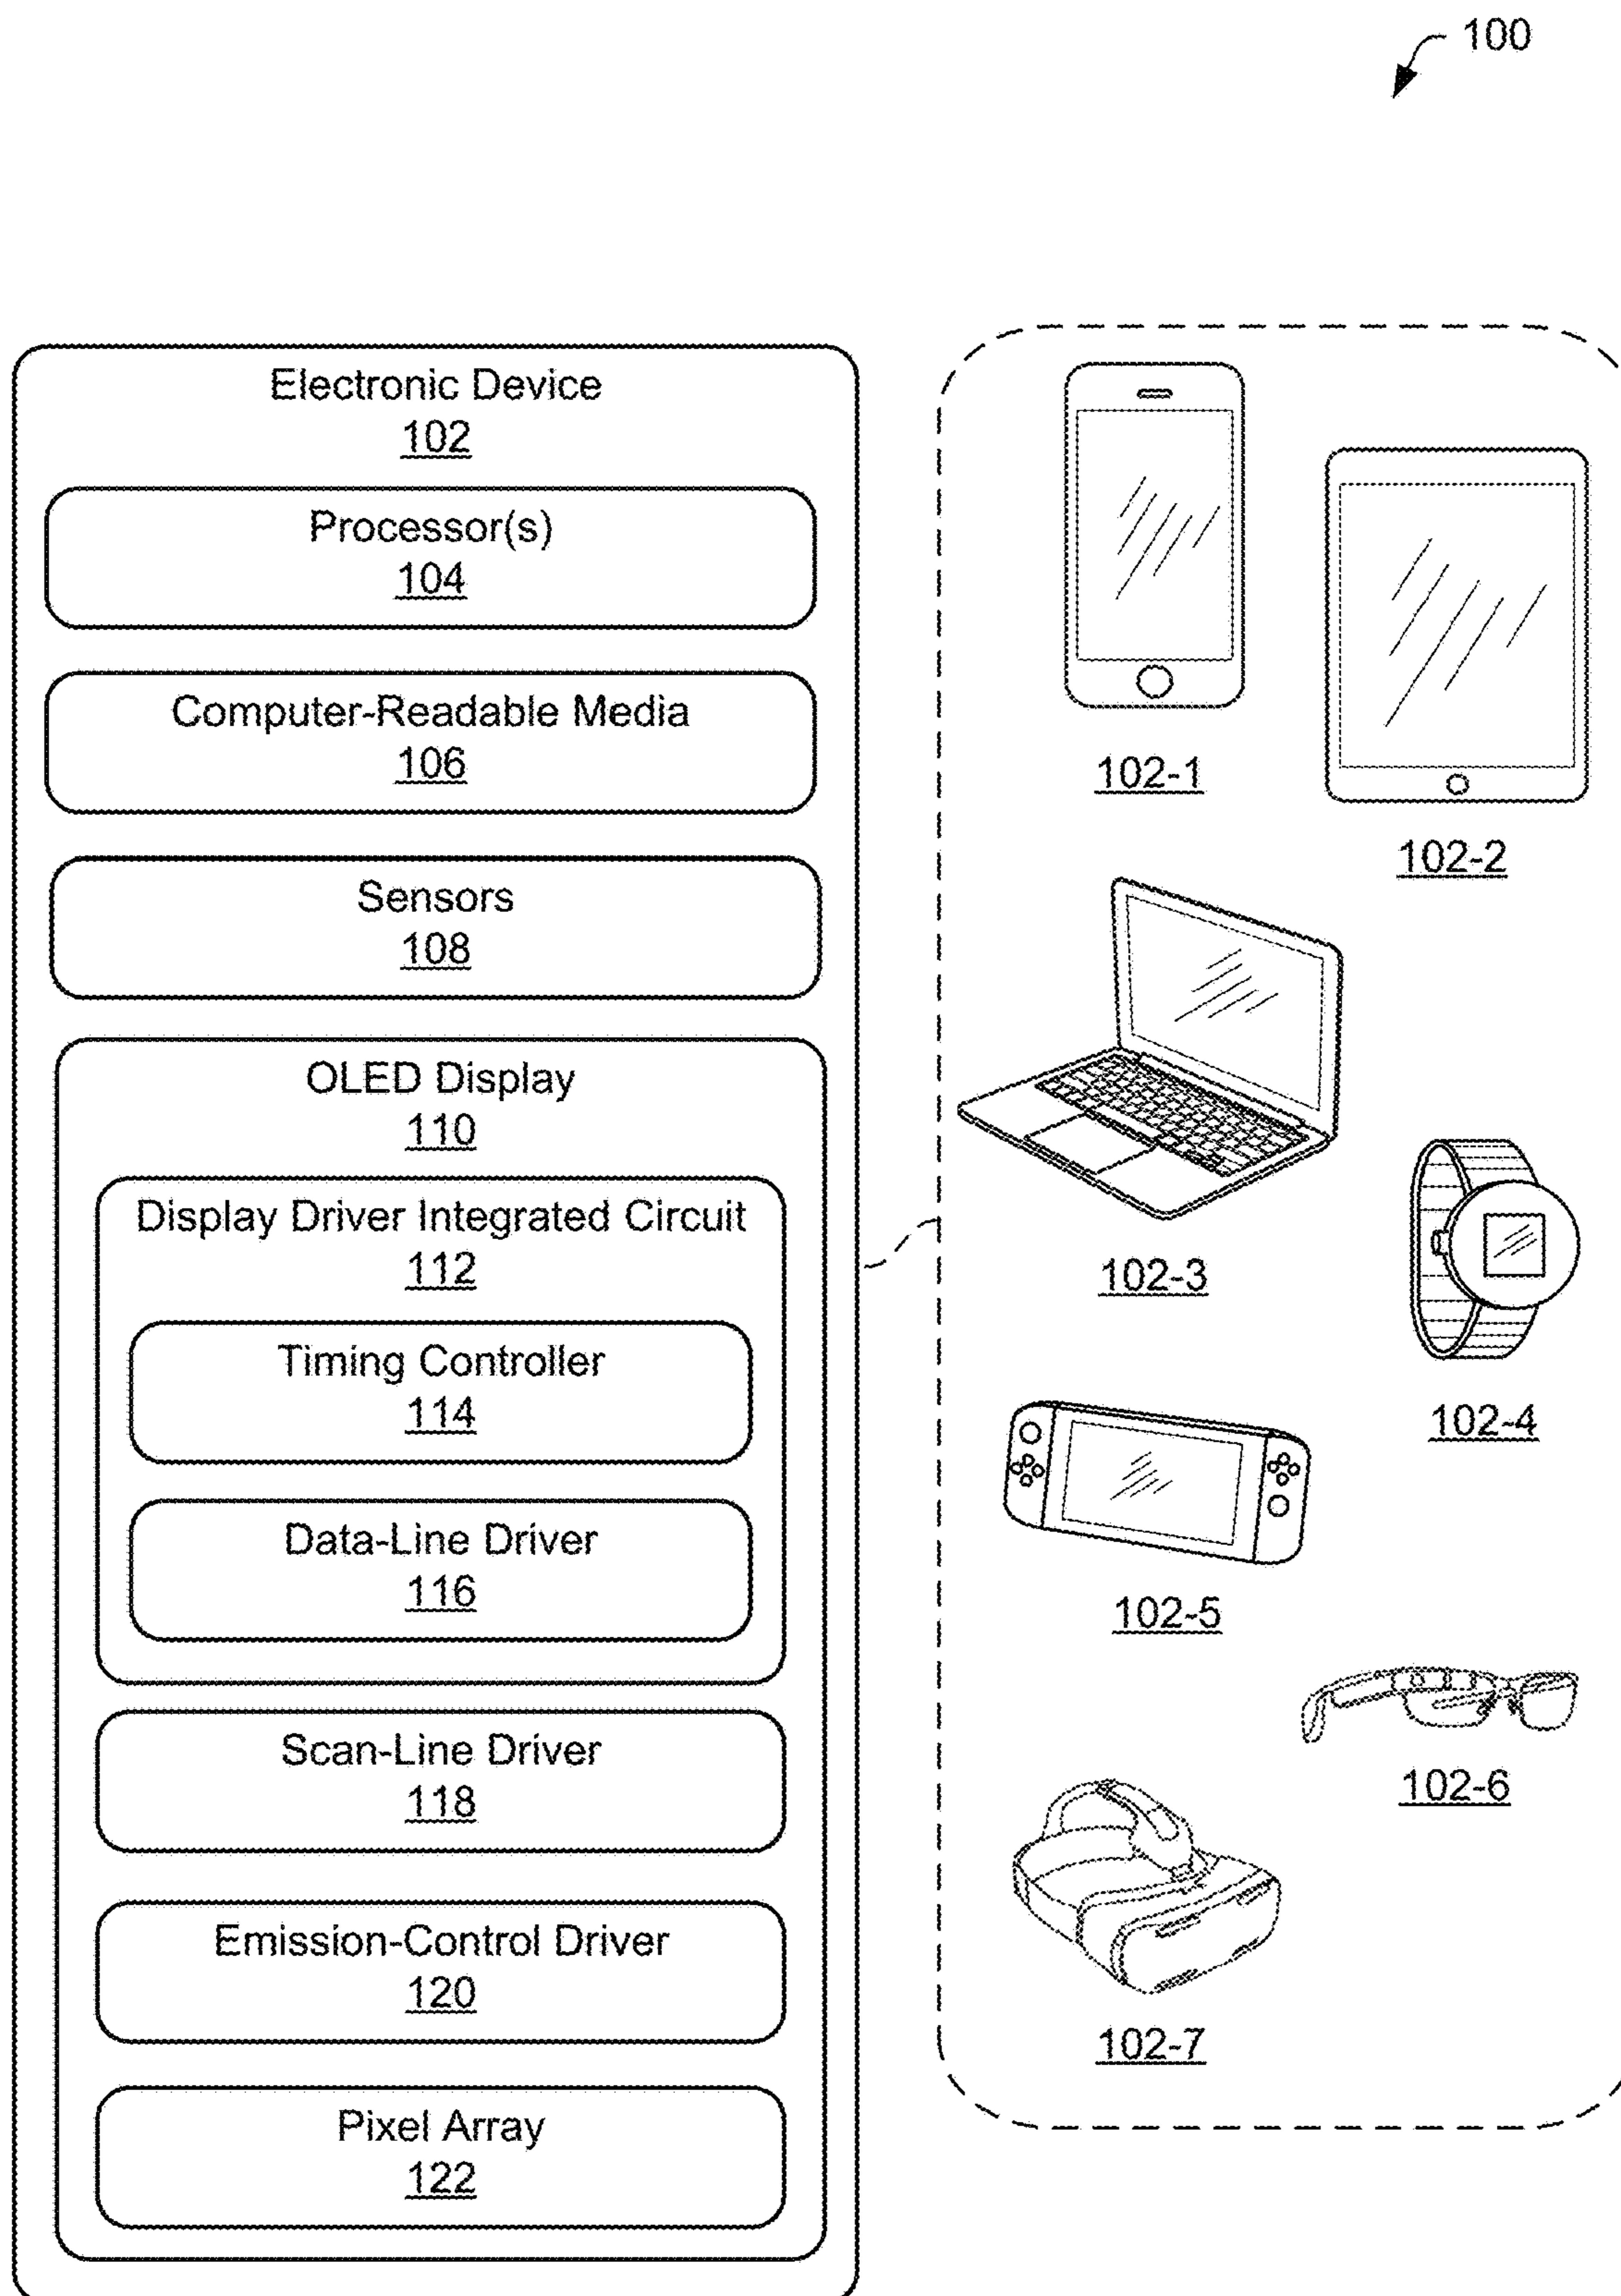 100
Electronic Device
102
Processor(s)
104
Computer-Readable Media
106
Sensors
108
OLED Display
110
Display Driver Integrated Circuit
112
Timing Controller
114
Data-Line Driver
116
Scan-Line Driver
118
Emission-Control Driver
120
Pixel Array
122
102-1
102-2
102-3
102-4
102-5
102-6
102-7